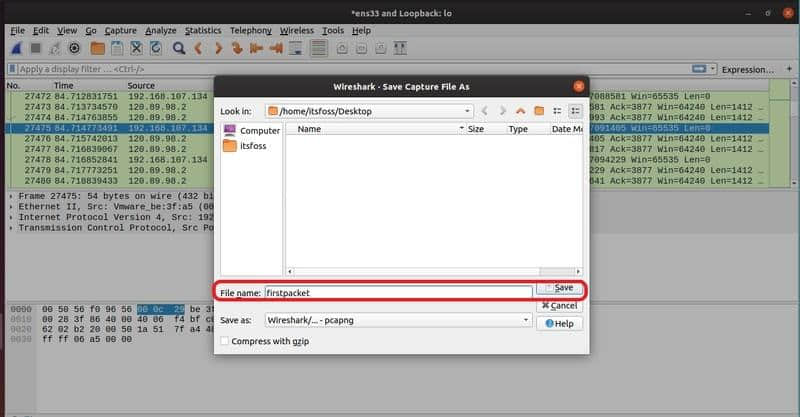 *ens33 and Loopback: lo
File Edit View Go Capture Analyze Statistics Telephony Wireless Tools Help
Apply a display filter ... <Ctrl-/>
Expression... +
No. Time Source
27472 84.712831751 192.168.107.134 7088581 Win=65535 Len=0
27473 84.713734570 120.89.98.2 Ack=3877 Win=64240 Len=1412 ...
27474 84.714763855 120.89.98.2 Ack=3877 Win=64240 Len=1412 ...
27475 84.714773491 192.168.107.134 7091405 Win=65535 Len=0
27476 84.715742013 120.89.98.2 Ack=3877 Win=64240 Len=1412 ...
27477 84.716839067 120.89.98.2 Ack=3877 Win=64240 Len=1412 ...
27478 84.716852841 192.168.107.134 7094229 Win=65535 Len=0
27479 84.717773251 120.89.98.2 Ack=3877 Win=64240 Len=1412 ...
27480 84.718839433 120.89.98.2 Ack=3877 Win=64240 Len=1412 ...
Frame 27475: 54 bytes on wire (432 bi
Ethernet II, Src: Vmware_be:3f:a5 (00
Internet Protocol Version 4, Src: 192
Transmission Control Protocol, Src Po
0000 00 50 56 f0 96 56 00 0c 29 be 3f
0010 00 28 3f 86 40 00 40 06 f4 bf c0
0020 62 02 b2 20 00 50 1a 51 7f a4 48
0030 ff ff 06 a5 00 00
Wireshark · Save Capture File As
Look in: /home/itsfoss/Desktop
Computer
itsfoss
Name Size Type Date Mo
File name: firstpacket Save
Cancel
Save as: Wireshark/... - pcapng Help
Compress with gzip